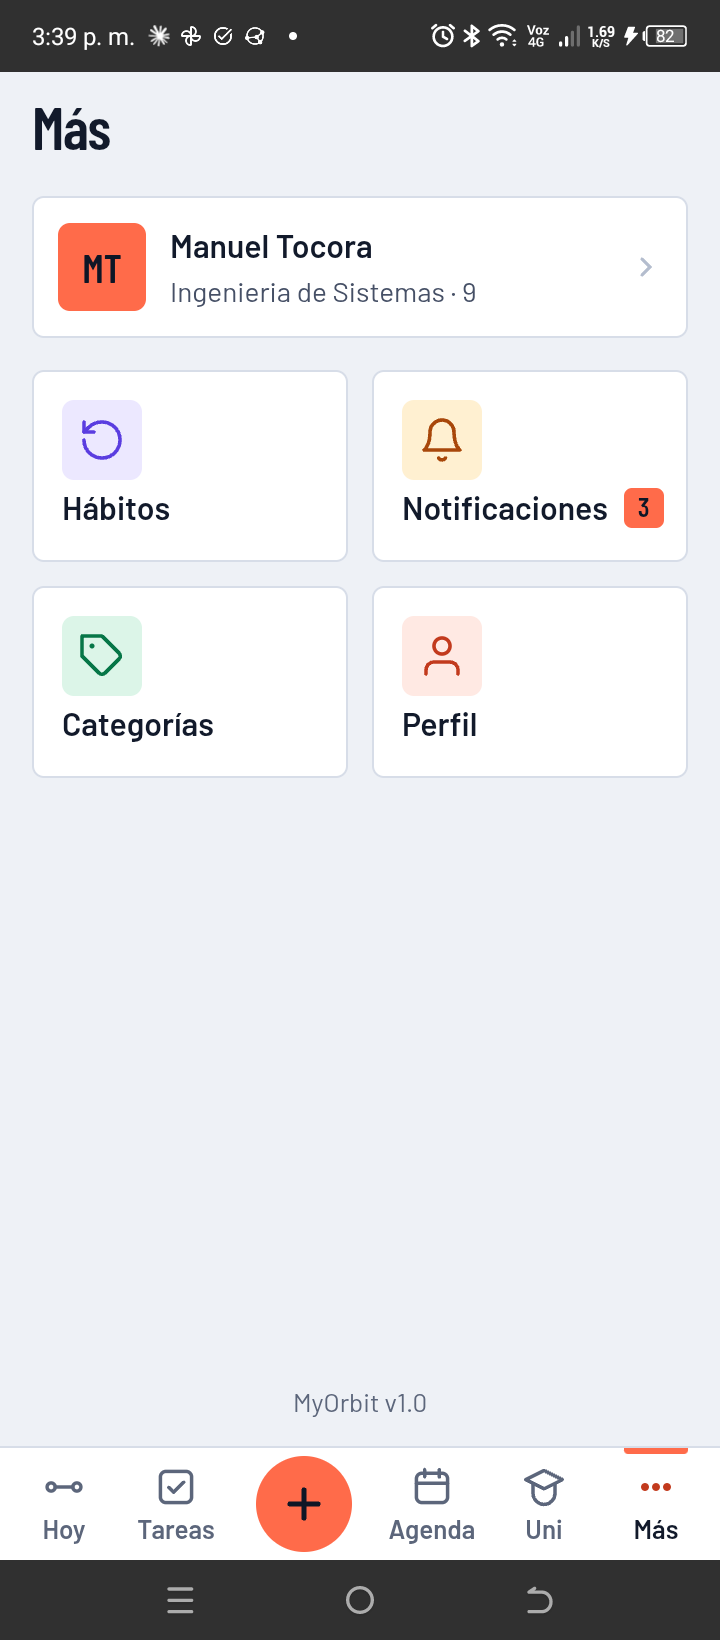 3:39 p. m.
Voz
4G
1.69
K/S
82
Más
MT
Manuel Tocora
Ingenieria de Sistemas · 9
Hábitos
Notificaciones 3
Categorías
Perfil
MyOrbit v1.0
Hoy
Tareas
Agenda
Uni
Más